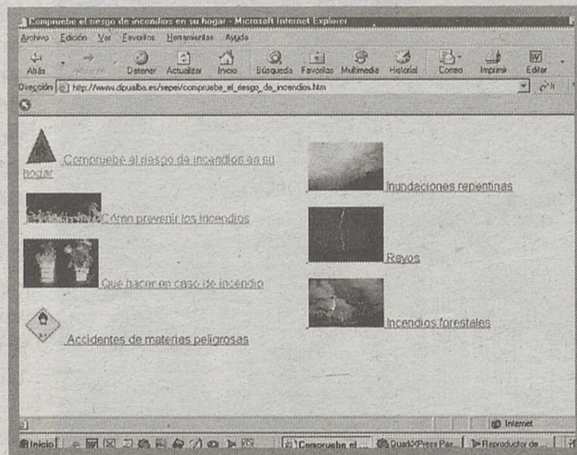 Compruebe el riesgo de incendios en su hogar - Microsoft Internet Explorer
Archivo Edición Ver Favoritos Herramientas Ayuda
Atrás Detener Actualizar Inicio Búsqueda Favoritos Multimedia Historial Correo Imprimir Editar
Dirección http://www.dipualba.es/sepei/compruebe_el_riesgo_de_incendios.htm Ir
Compruebe el riesgo de incendios en su
hogar
Cómo prevenir los incendios
Qué hacer en caso de incendio
Accidentes de materias peligrosas
Inundaciones repentinas
Rayos
Incendios forestales
Internet
Inicio Compruebe el ... QuarkXPress Pas... Reproductor de ...